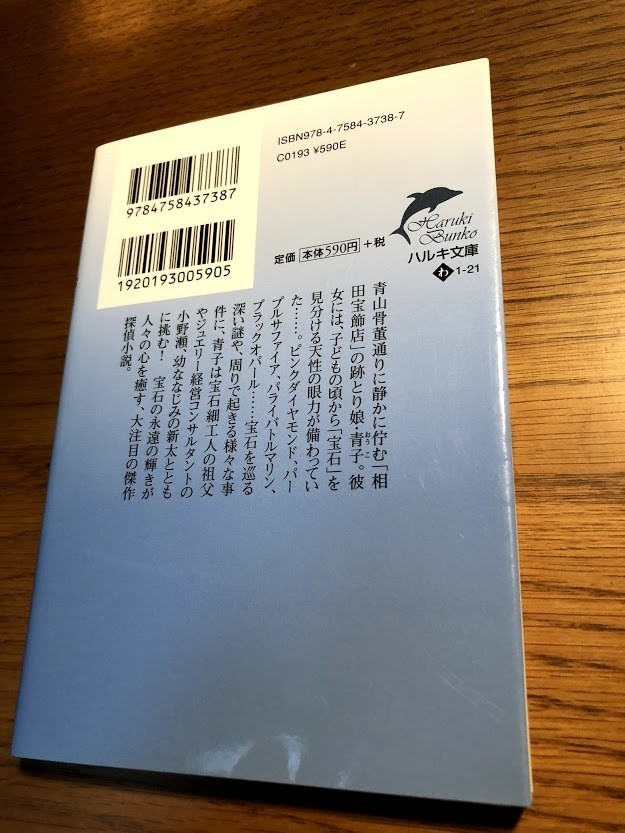 ISBN978-4-7584-3738-7
C0193 ¥590E
9784758437387
1920193005905
定価 本体590円 +税
Haruki
Bunko
ハルキ文庫
わ 1-21
青山骨董通りに静かに佇む「相
田宝飾店」の跡とり娘・青子。彼
おうこ
女には、子どもの頃から「宝石」を
見分ける天性の眼力が備わってい
た……。ピンクダイヤモンド、パー
プルサファイア、パライバトルマリン、
ブラックオパール……宝石を巡る
深い謎や、周りで起きる様々な事
件に、青子は宝石細工人の祖父
やジュエリー経営コンサルタントの
小野瀬、幼ななじみの新太ととも
に挑む! 宝石の永遠の輝きが
人々の心を癒す、大注目の傑作
探偵小説。